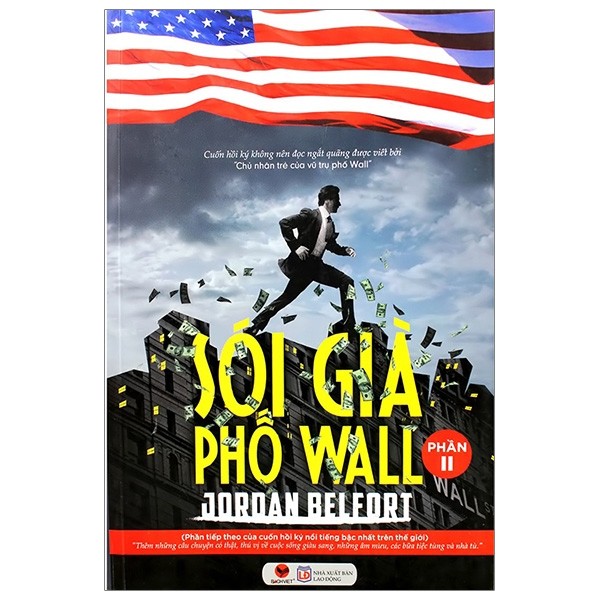 Cuốn hồi ký không nên đọc ngắt quãng được viết bởi
"Chủ nhân trẻ của vũ trụ phố Wall"
SÓI GIÀ
PHỐ WALL
PHẦN
II
WALL ST
JORDAN BELFORT
(Phần tiếp theo của cuốn hồi ký nổi tiếng bậc nhất trên thế giới)
"Thêm những câu chuyện có thật, thú vị về cuộc sống giàu sang, những âm mưu, các bữa tiệc tùng và nhà tù."
BACHVIET
LĐ
NHÀ XUẤT BẢN
LAO ĐỘNG